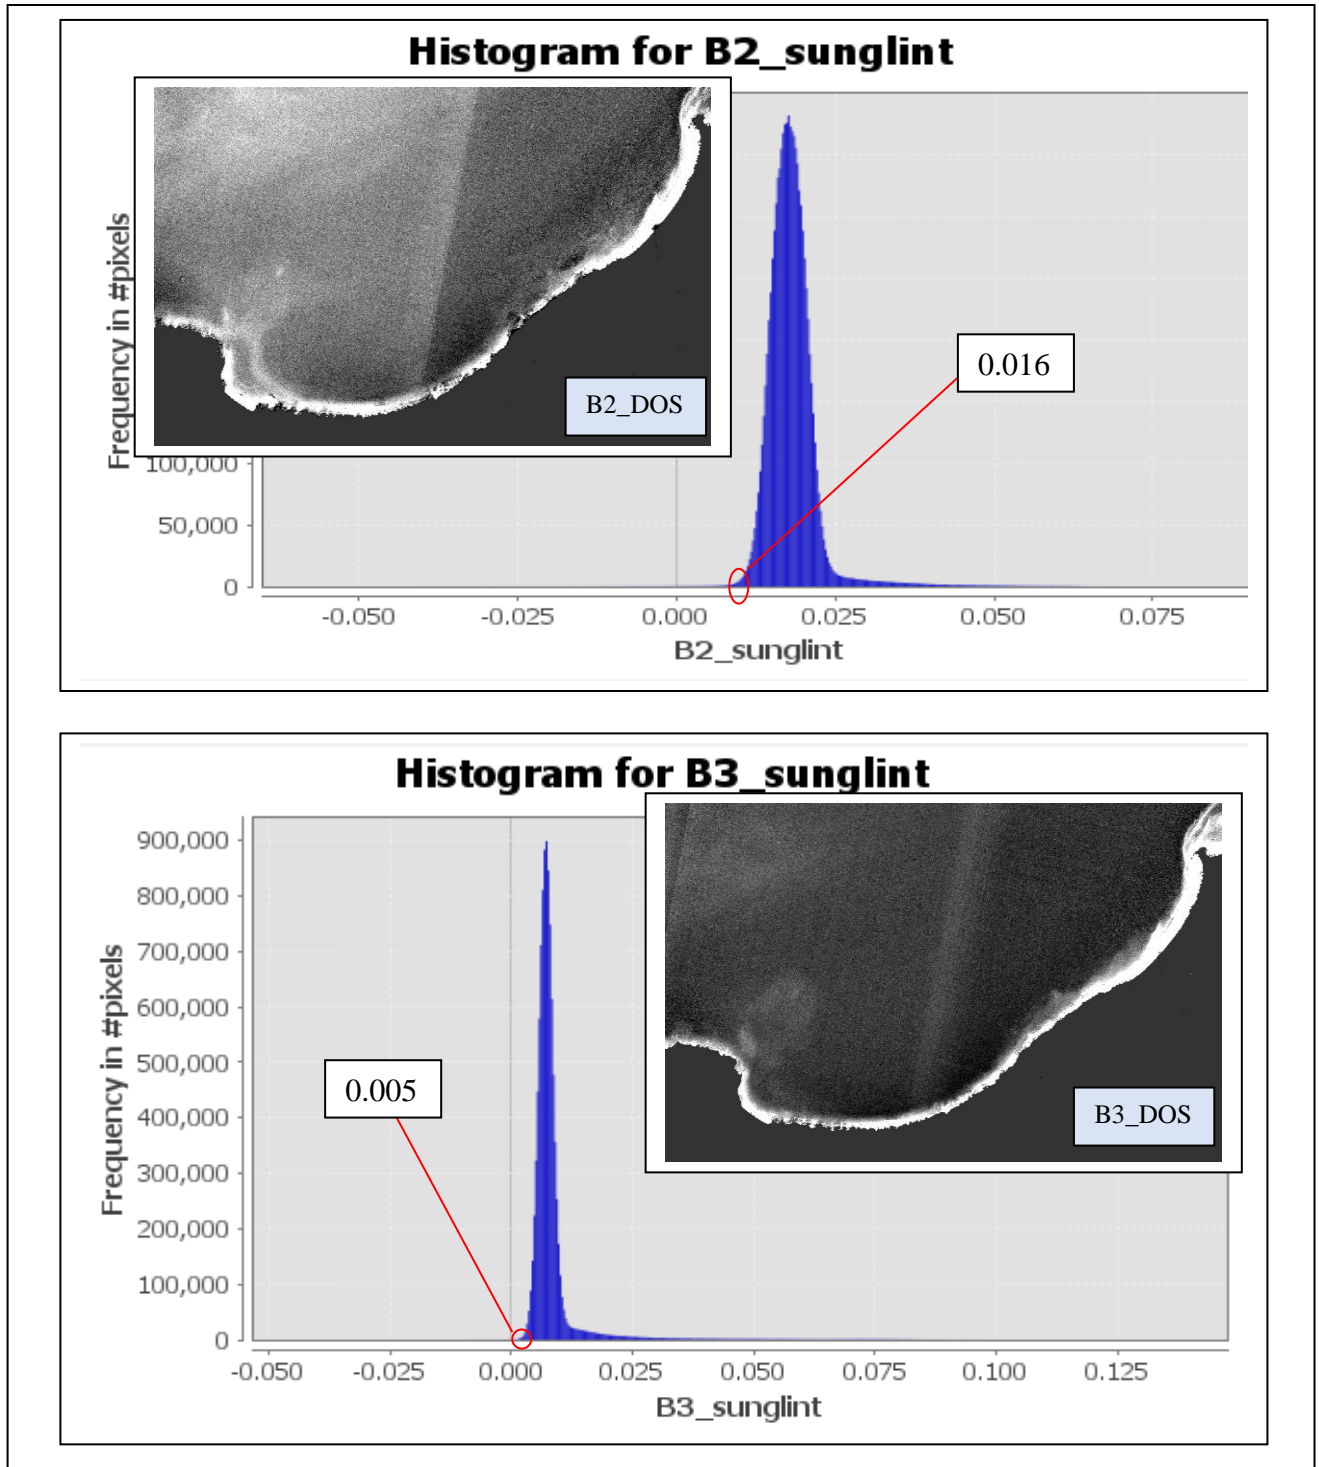 Histogram for B2_sunglint
Frequency in #pixels
100,000
50,000
0
B2_DOS
0.016
-0.050 -0.025 0.000 0.025 0.050 0.075
B2_sunglint
Histogram for B3_sunglint
Frequency in #pixels
900,000
800,000
700,000
600,000
500,000
400,000
300,000
200,000
100,000
0
0.005
B3_DOS
-0.050 -0.025 0.000 0.025 0.050 0.075 0.100 0.125
B3_sunglint